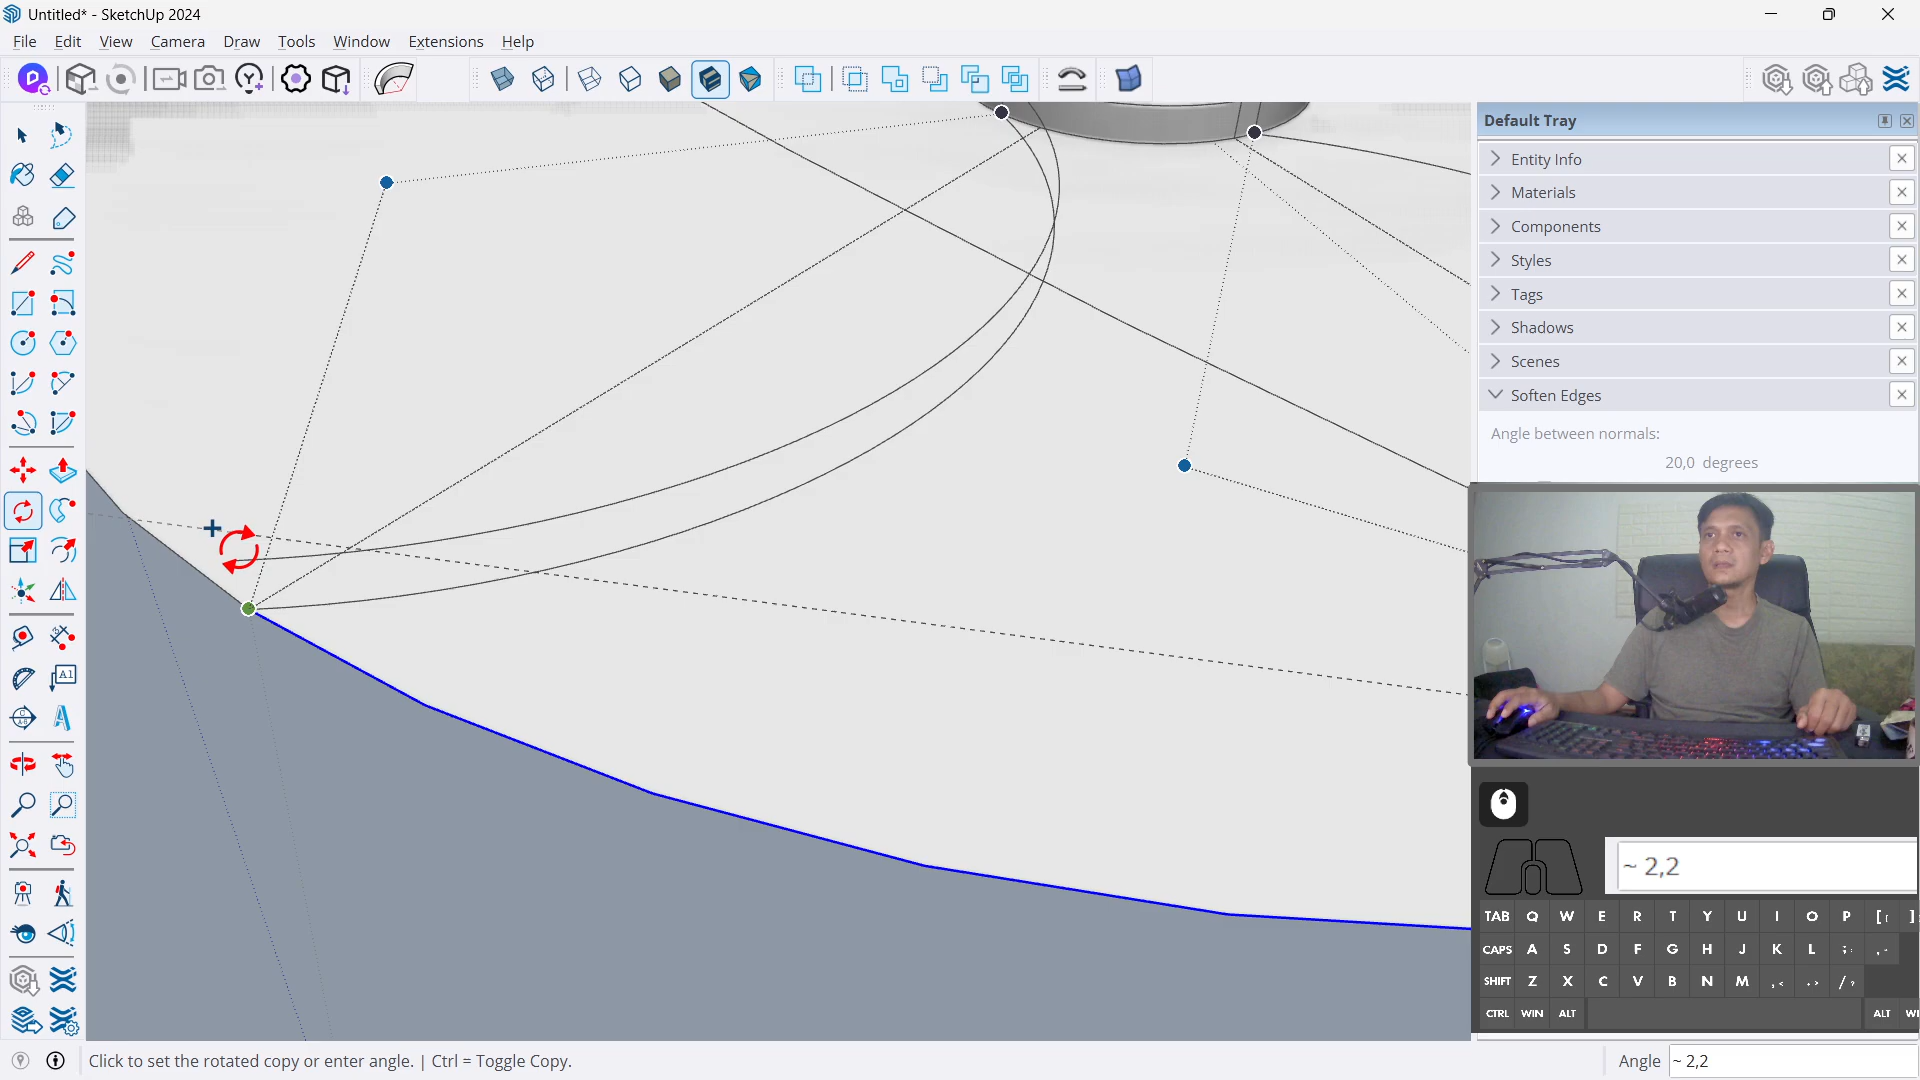 Untitled* - SketchUp 2024
File Edit View Camera Draw Tools Window Extensions Help
Default Tray
Entity Info
Materials
Components
Styles
Tags
Shadows
Scenes
Soften Edges
Angle between normals:
20,0 degrees
~ 2,2
TAB Q W E R T Y U I O P [
CAPS A S D F G H J K L
SHIFT Z X C V B N M
CTRL WIN ALT ALT WI
Click to set the rotated copy or enter angle. | Ctrl = Toggle Copy.
Angle ~ 2,2